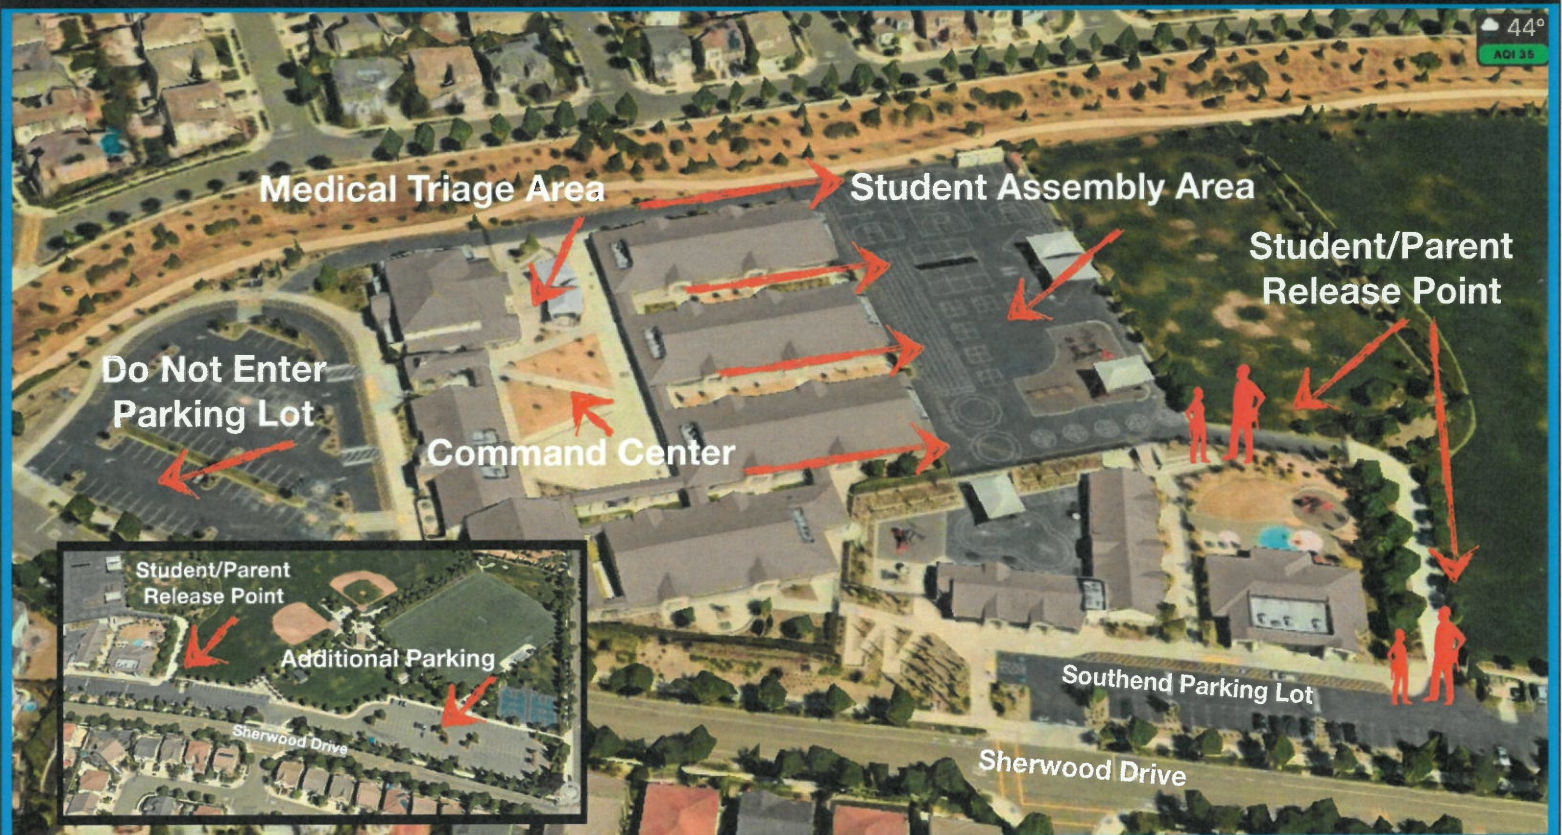 44°
AQI 35
Medical Triage Area
Student Assembly Area
Student/Parent
Release Point
Do Not Enter
Parking Lot
Command Center
Student/Parent
Release Point
Additional Parking
Sherwood Drive
Southend Parking Lot
Sherwood Drive